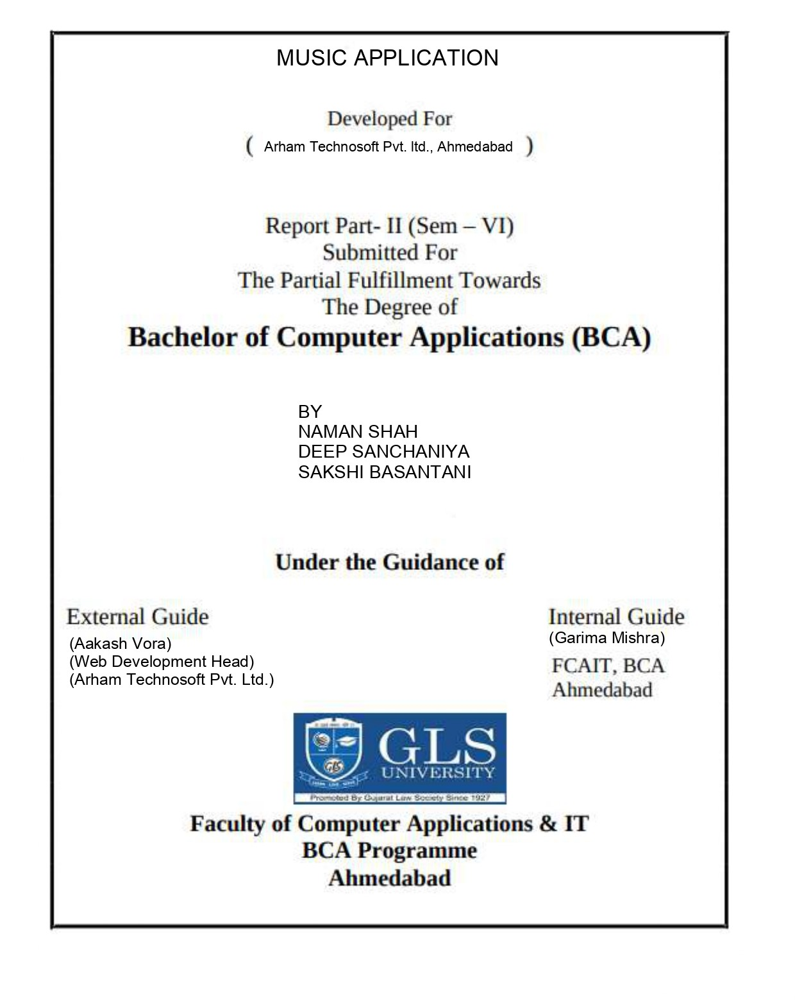 MUSIC APPLICATION
Developed For
( Arham Technosoft Pvt. ltd., Ahmedabad )
Report Part- II (Sem – VI)
Submitted For
The Partial Fulfillment Towards
The Degree of
Bachelor of Computer Applications (BCA)
BY
NAMAN SHAH
DEEP SANCHANIYA
SAKSHI BASANTANI
Under the Guidance of
External Guide
(Aakash Vora)
(Web Development Head)
(Arham Technosoft Pvt. Ltd.)
Internal Guide
(Garima Mishra)
FCAIT, BCA
Ahmedabad
GLS
GLS
UNIVERSITY
Promoted By Gujarat Law Society Since 1927
Faculty of Computer Applications & IT
BCA Programme
Ahmedabad